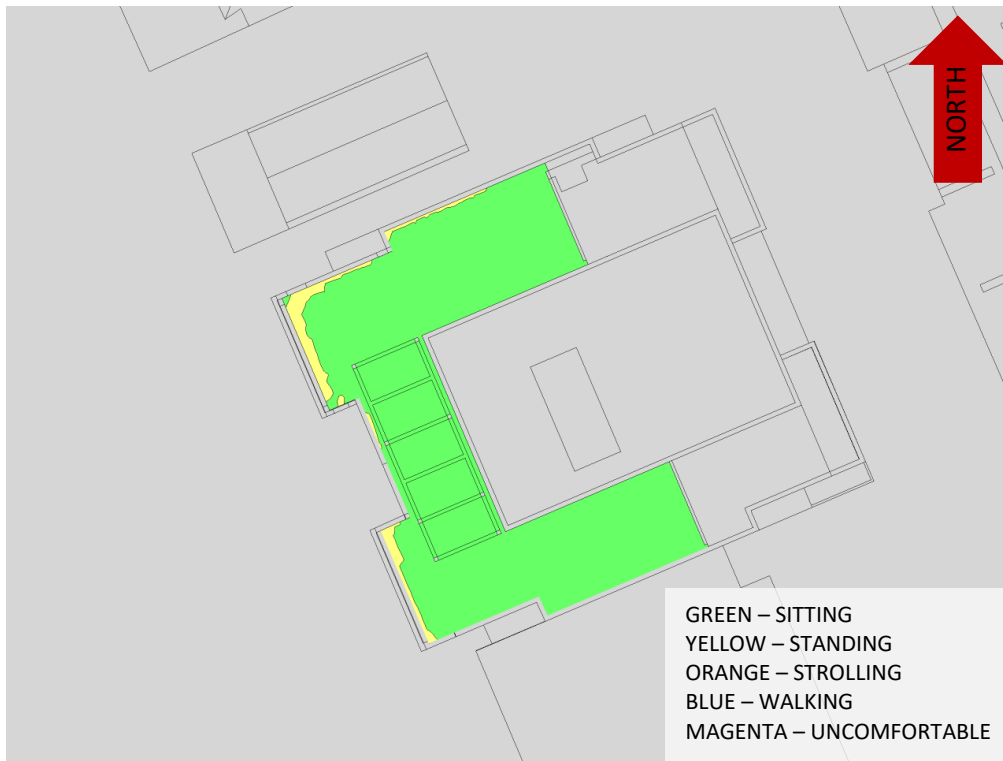 NORTH
GREEN – SITTING
YELLOW – STANDING
ORANGE – STROLLING
BLUE – WALKING
MAGENTA – UNCOMFORTABLE